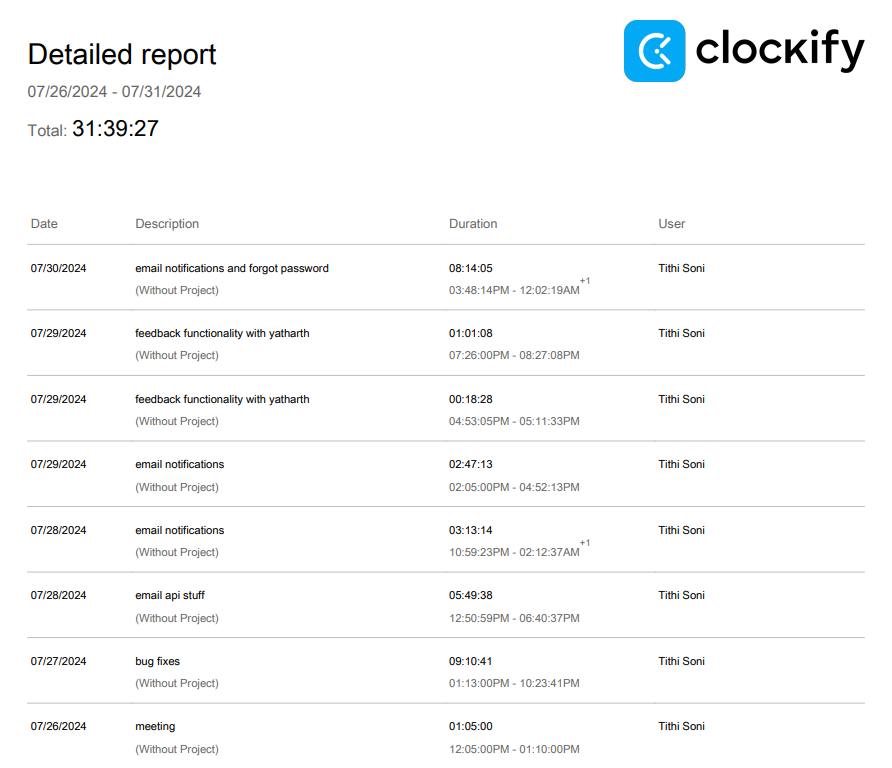 clockify
Detailed report
07/26/2024 - 07/31/2024
Total: 31:39:27
Date Description Duration User
07/30/2024 email notifications and forgot password 08:14:05 Tithi Soni
(Without Project) 03:48:14PM - 12:02:19AM +1
07/29/2024 feedback functionality with yatharth 01:01:08 Tithi Soni
(Without Project) 07:26:00PM - 08:27:08PM
07/29/2024 feedback functionality with yatharth 00:18:28 Tithi Soni
(Without Project) 04:53:05PM - 05:11:33PM
07/29/2024 email notifications 02:47:13 Tithi Soni
(Without Project) 02:05:00PM - 04:52:13PM
07/28/2024 email notifications 03:13:14 Tithi Soni
(Without Project) 10:59:23PM - 02:12:37AM +1
07/28/2024 email api stuff 05:49:38 Tithi Soni
(Without Project) 12:50:59PM - 06:40:37PM
07/27/2024 bug fixes 09:10:41 Tithi Soni
(Without Project) 01:13:00PM - 10:23:41PM
07/26/2024 meeting 01:05:00 Tithi Soni
(Without Project) 12:05:00PM - 01:10:00PM